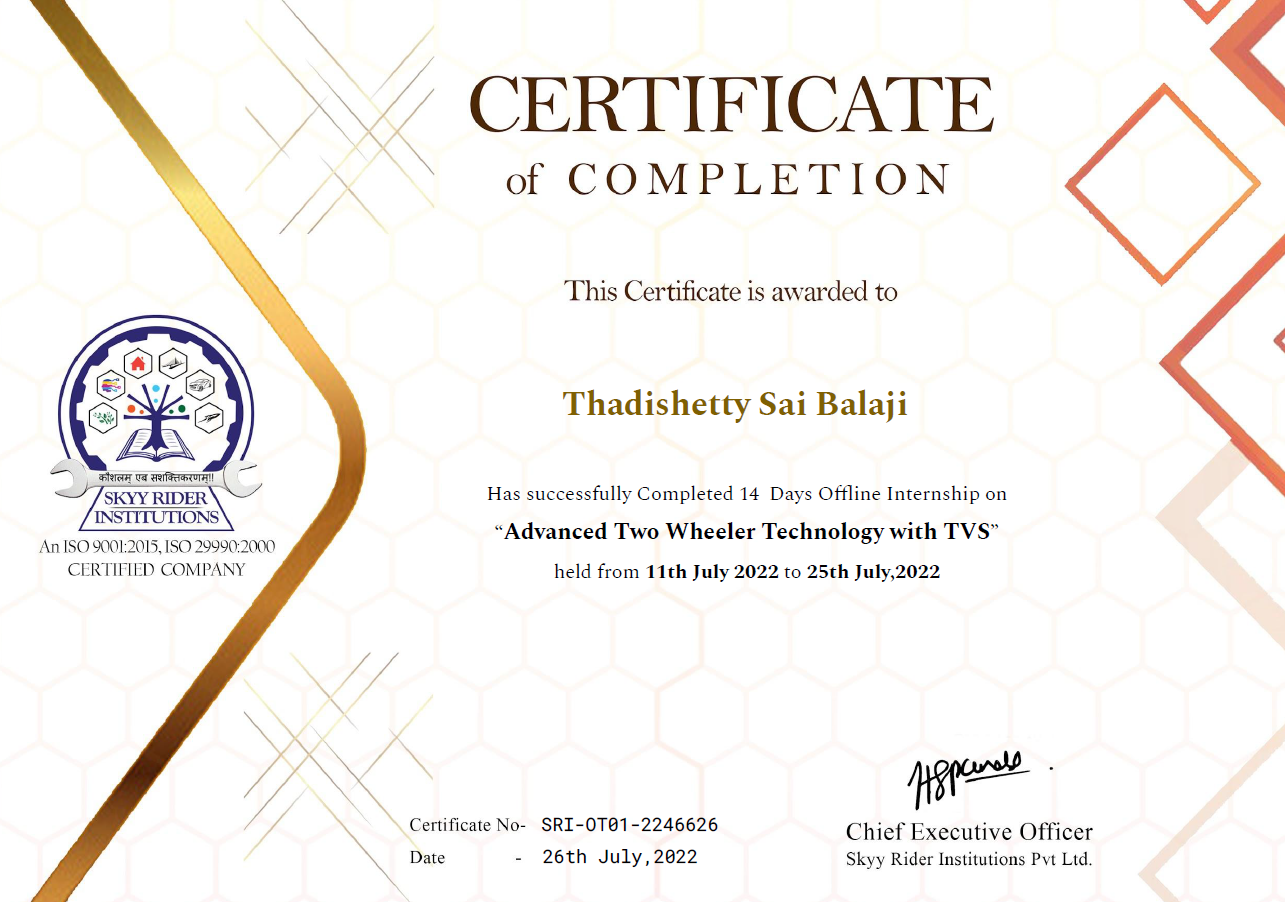 CERTIFICATE
of COMPLETION
This Certificate is awarded to
Thadishetty Sai Balaji
Has successfully Completed 14 Days Offline Internship on
“Advanced Two Wheeler Technology with TVS”
held from 11th July 2022 to 25th July,2022
कौशलम् एब सशक्तिकरणम्!!
SKYY RIDER
INSTITUTIONS
An ISO 9001:2015, ISO 29990:2000
CERTIFIED COMPANY
Certificate No- SRI-OT01-2246626
Date - 26th July,2022
Chief Executive Officer
Skyy Rider Institutions Pvt Ltd.